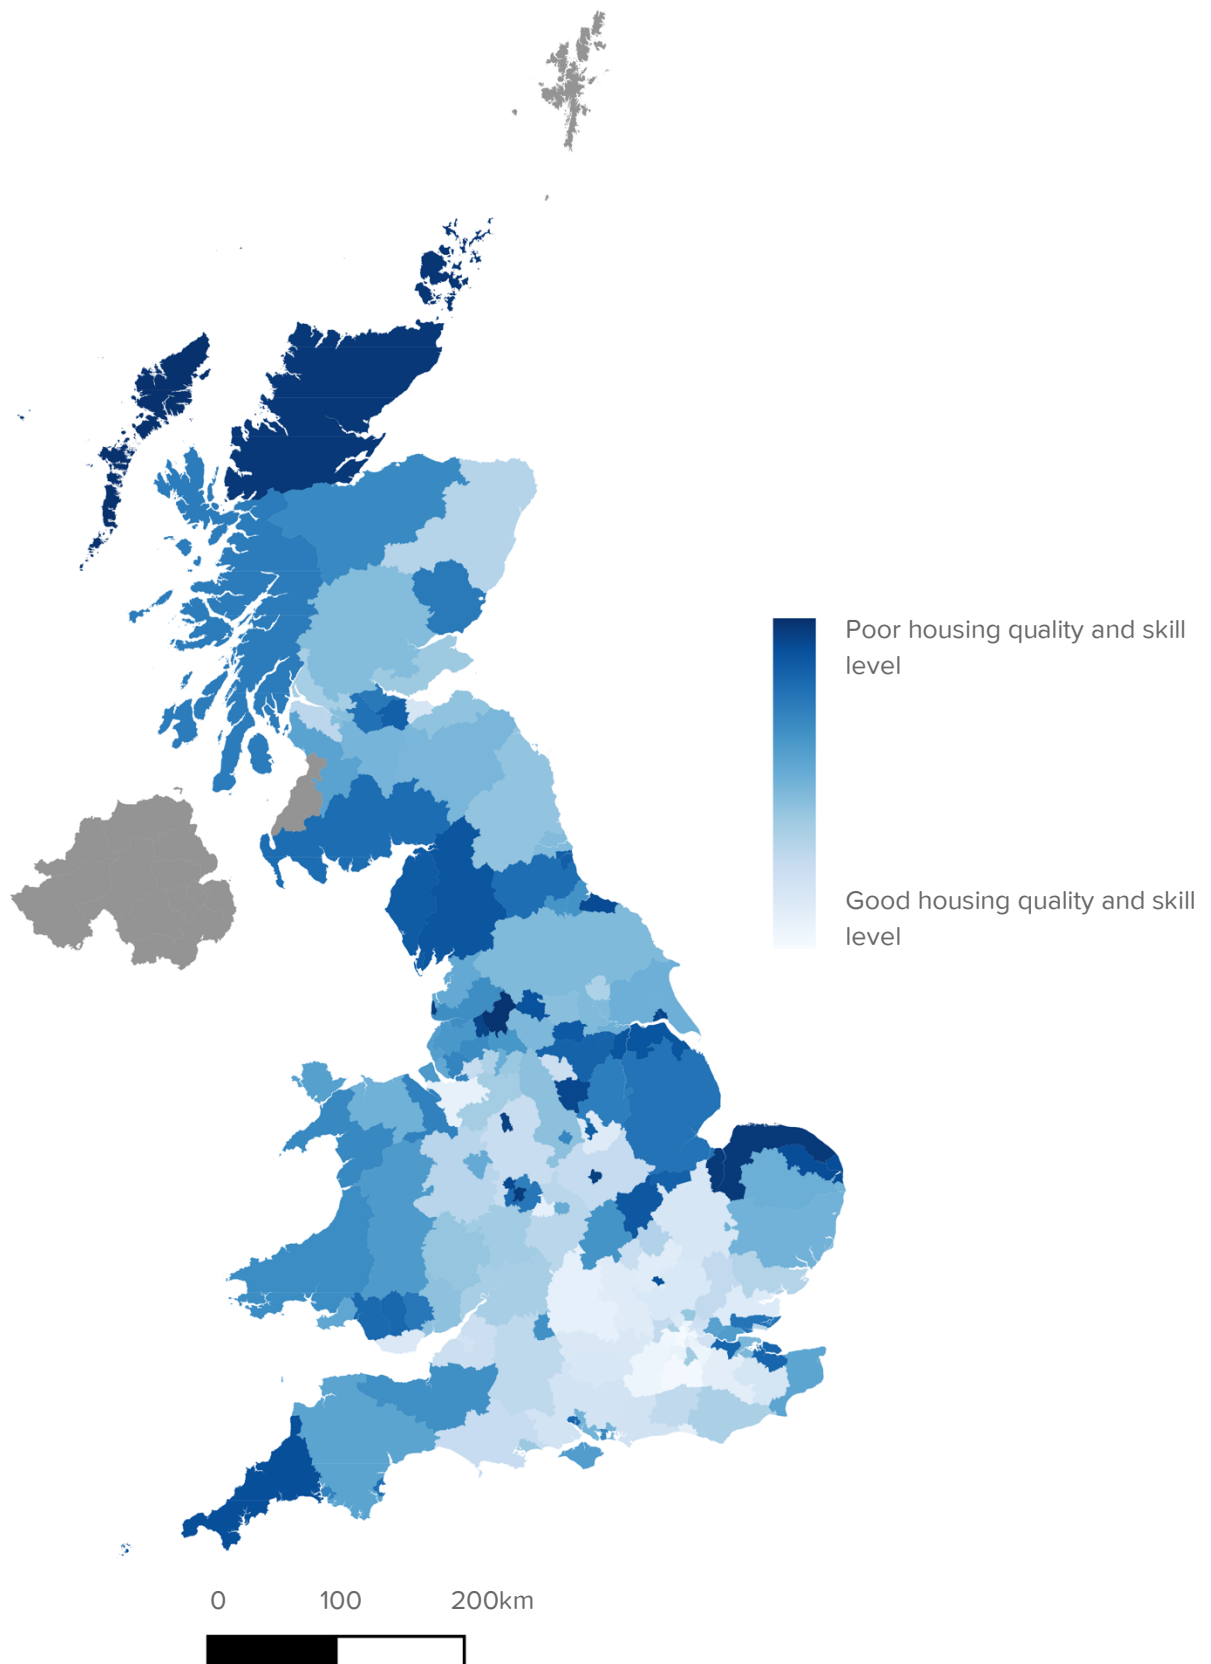 Poor housing quality and skill
level
Good housing quality and skill
level
0 100 200km